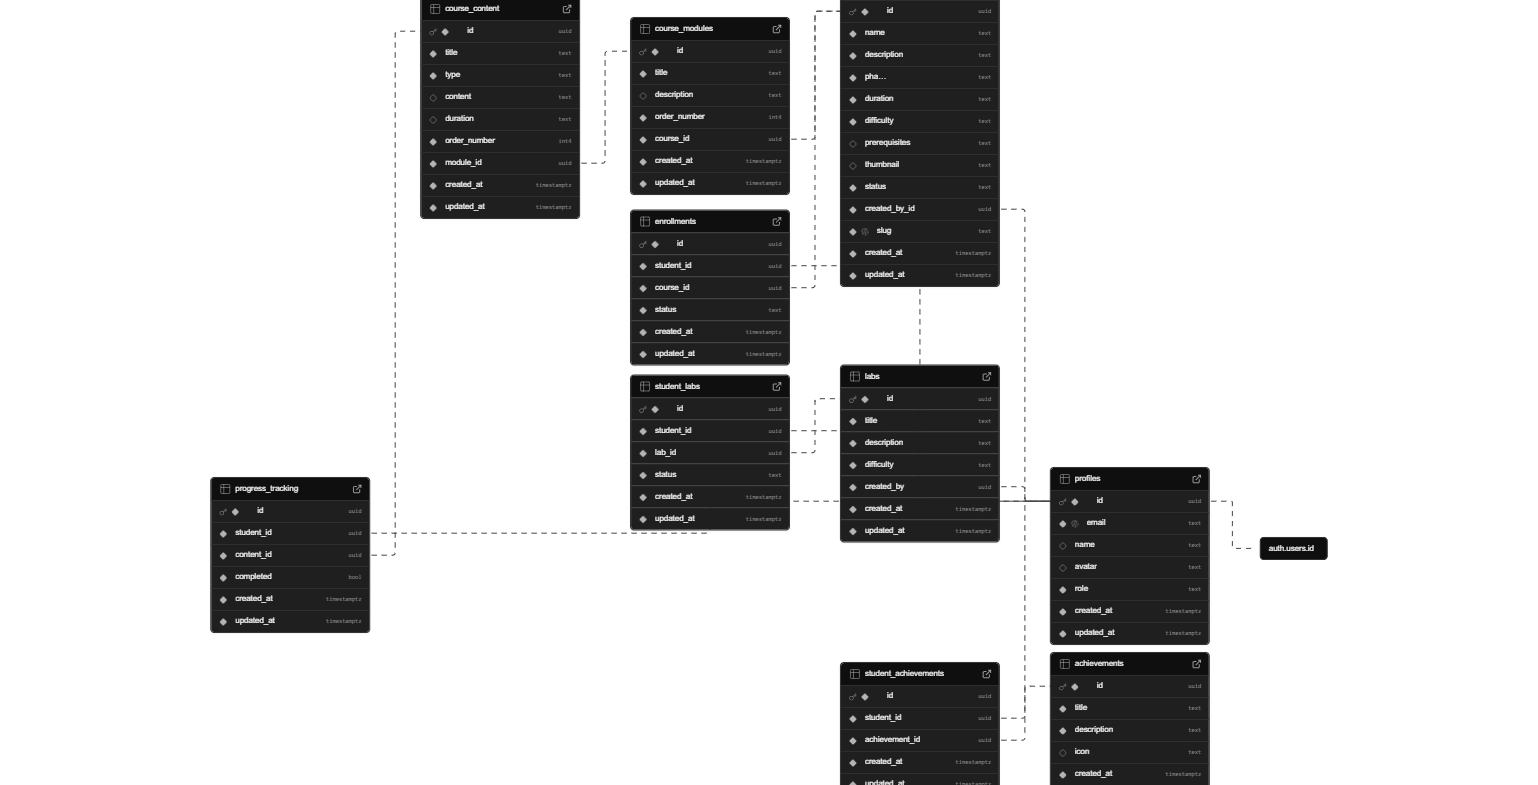 course_content
id uuid
title text
type text
content text
duration text
order_number int4
module_id uuid
created_at timestamptz
updated_at timestamptz
course_modules
id uuid
title text
description text
order_number int4
course_id uuid
created_at timestamptz
updated_at timestamptz
id uuid
name text
description text
pha... text
duration text
difficulty text
prerequisites text
thumbnail text
status text
created_by_id uuid
slug text
created_at timestamptz
updated_at timestamptz
enrollments
id uuid
student_id uuid
course_id uuid
status text
created_at timestamptz
updated_at timestamptz
student_labs
id uuid
student_id uuid
lab_id uuid
status text
created_at timestamptz
updated_at timestamptz
labs
id uuid
title text
description text
difficulty text
created_by uuid
created_at timestamptz
updated_at timestamptz
progress_tracking
id uuid
student_id uuid
content_id uuid
completed bool
created_at timestamptz
updated_at timestamptz
profiles
id uuid
email text
name text
avatar text
role text
created_at timestamptz
updated_at timestamptz
auth.users.id
student_achievements
id uuid
student_id uuid
achievement_id uuid
created_at timestamptz
updated_at timestamptz
achievements
id uuid
title text
description text
icon text
created_at timestamptz